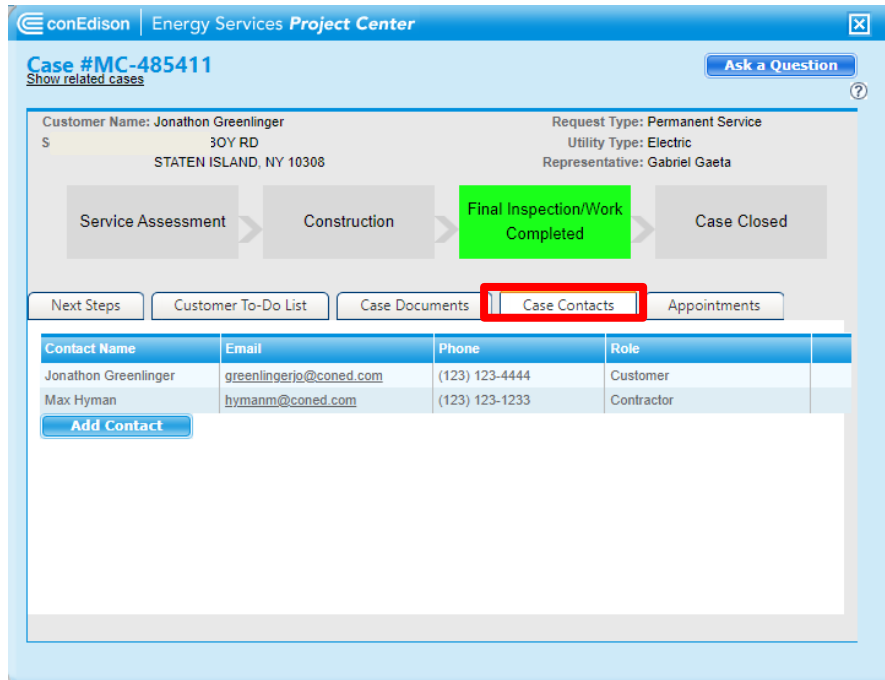 conEdison Energy Services Project Center
Case #MC-485411
Ask a Question
Show related cases
?
Customer Name: Jonathon Greenlinger
Request Type: Permanent Service
S BOY RD
Utility Type: Electric
STATEN ISLAND, NY 10308
Representative: Gabriel Gaeta
Service Assessment
Construction
Final Inspection/Work
Completed
Case Closed
Next Steps Customer To-Do List Case Documents Case Contacts Appointments
Contact Name Email Phone Role
Jonathon Greenlinger greenlingerjo@coned.com (123) 123-4444 Customer
Max Hyman hymanm@coned.com (123) 123-1233 Contractor
Add Contact